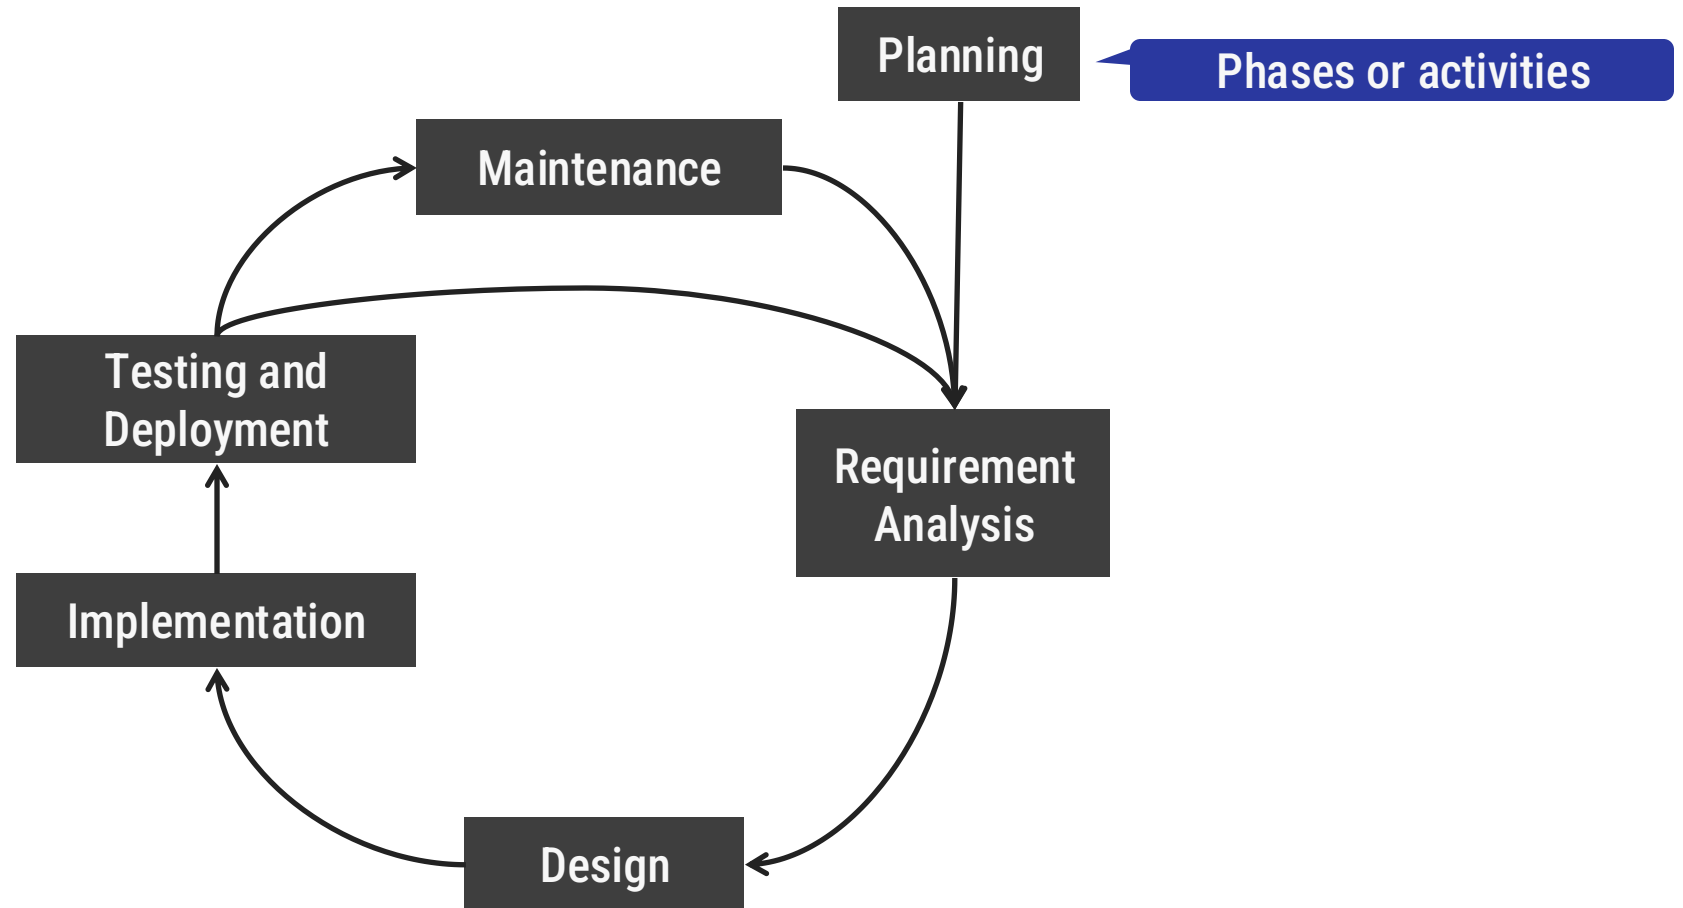 Planning
Phases or activities
Maintenance
Testing and
Deployment
Requirement
Analysis
Implementation
Design